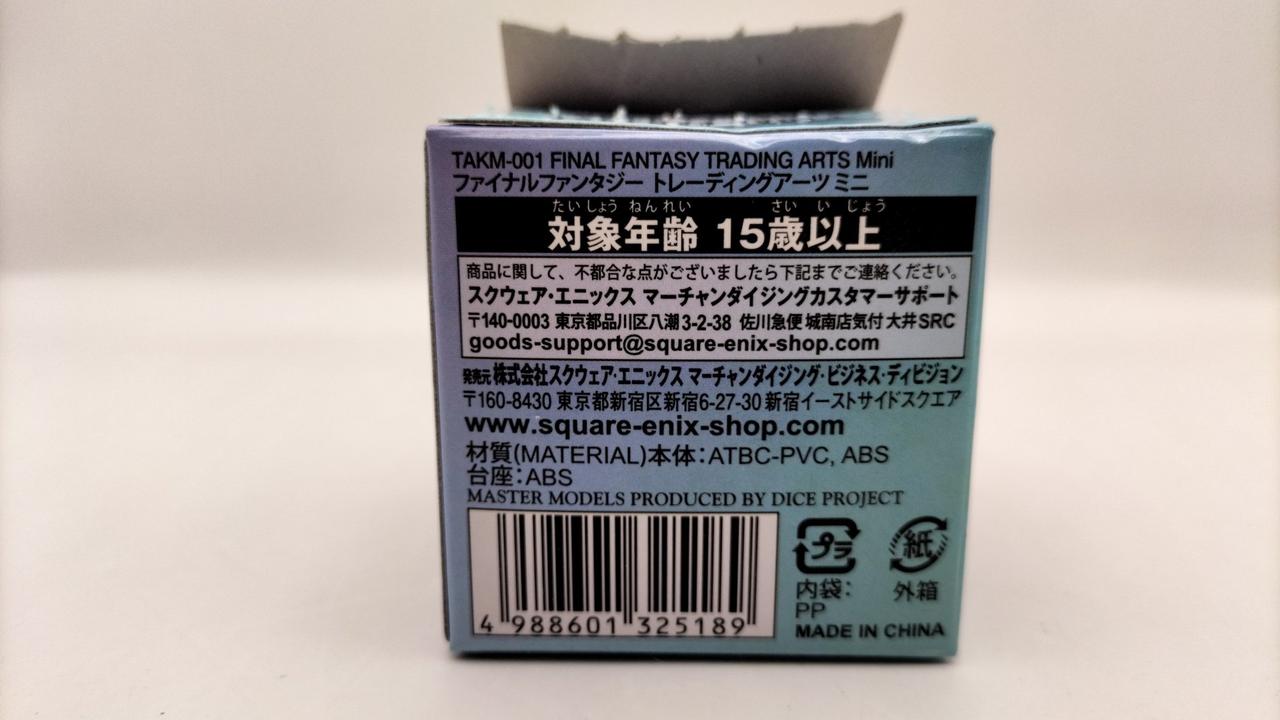 TAKM-001 FINAL FANTASY TRADING ARTS Mini
ファイナルファンタジー トレーディングアーツ ミニ
たいしょう ねんれい さい い じょう
対象年齢 15歳以上
商品に関して、不都合な点がございましたら下記までご連絡ください。
スクウェア・エニックス マーチャンダイジングカスタマーサポート
〒140-0003 東京都品川区八潮3-2-38 佐川急便 城南店気付 大井SRC
goods-support@square-enix-shop.com
発売元 株式会社スクウェア・エニックス マーチャンダイジング・ビジネス・ディビジョン
〒160-8430 東京都新宿区新宿6-27-30 新宿イーストサイドスクエア
www.square-enix-shop.com
材質(MATERIAL)本体：ATBC-PVC, ABS
台座：ABS
MASTER MODELS PRODUCED BY DICE PROJECT
4 988601 325189
プラ
内袋：
PP
紙
外箱
MADE IN CHINA